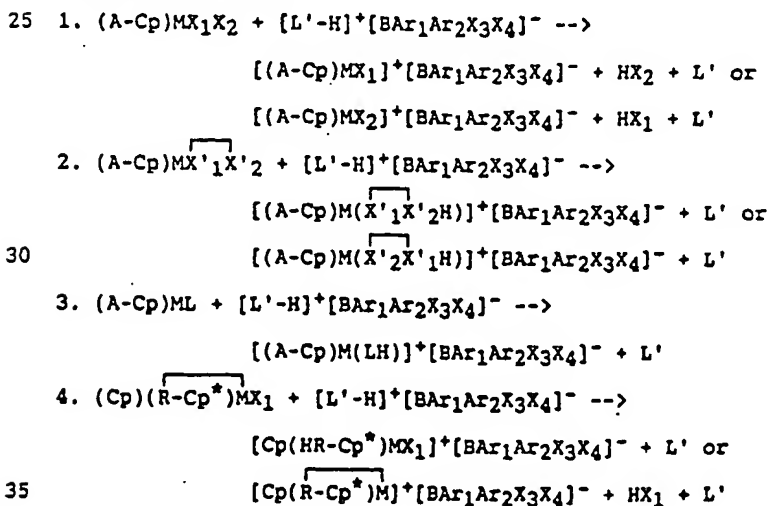 25 1. (A-Cp)MX₁X₂ + [L'-H]⁺[BAr₁Ar₂X₃X₄]⁻ -->
[(A-Cp)MX₁]⁺[BAr₁Ar₂X₃X₄]⁻ + HX₂ + L' or
[(A-Cp)MX₂]⁺[BAr₁Ar₂X₃X₄]⁻ + HX₁ + L'
2. (A-Cp)MX'₁X'₂ + [L'-H]⁺[BAr₁Ar₂X₃X₄]⁻ -->
[(A-Cp)M(X'₁X'₂H)]⁺[BAr₁Ar₂X₃X₄]⁻ + L' or
30 [(A-Cp)M(X'₂X'₁H)]⁺[BAr₁Ar₂X₃X₄]⁻ + L'
3. (A-Cp)ML + [L'-H]⁺[BAr₁Ar₂X₃X₄]⁻ -->
[(A-Cp)M(LH)]⁺[BAr₁Ar₂X₃X₄]⁻ + L'
4. (Cp)(R-Cp*)MX₁ + [L'-H]⁺[BAr₁Ar₂X₃X₄]⁻ -->
[Cp(HR-Cp*)MX₁]⁺[BAr₁Ar₂X₃X₄]⁻ + L' or
35 [Cp(R-Cp*)M]⁺[BAr₁Ar₂X₃X₄]⁻ + HX₁ + L'